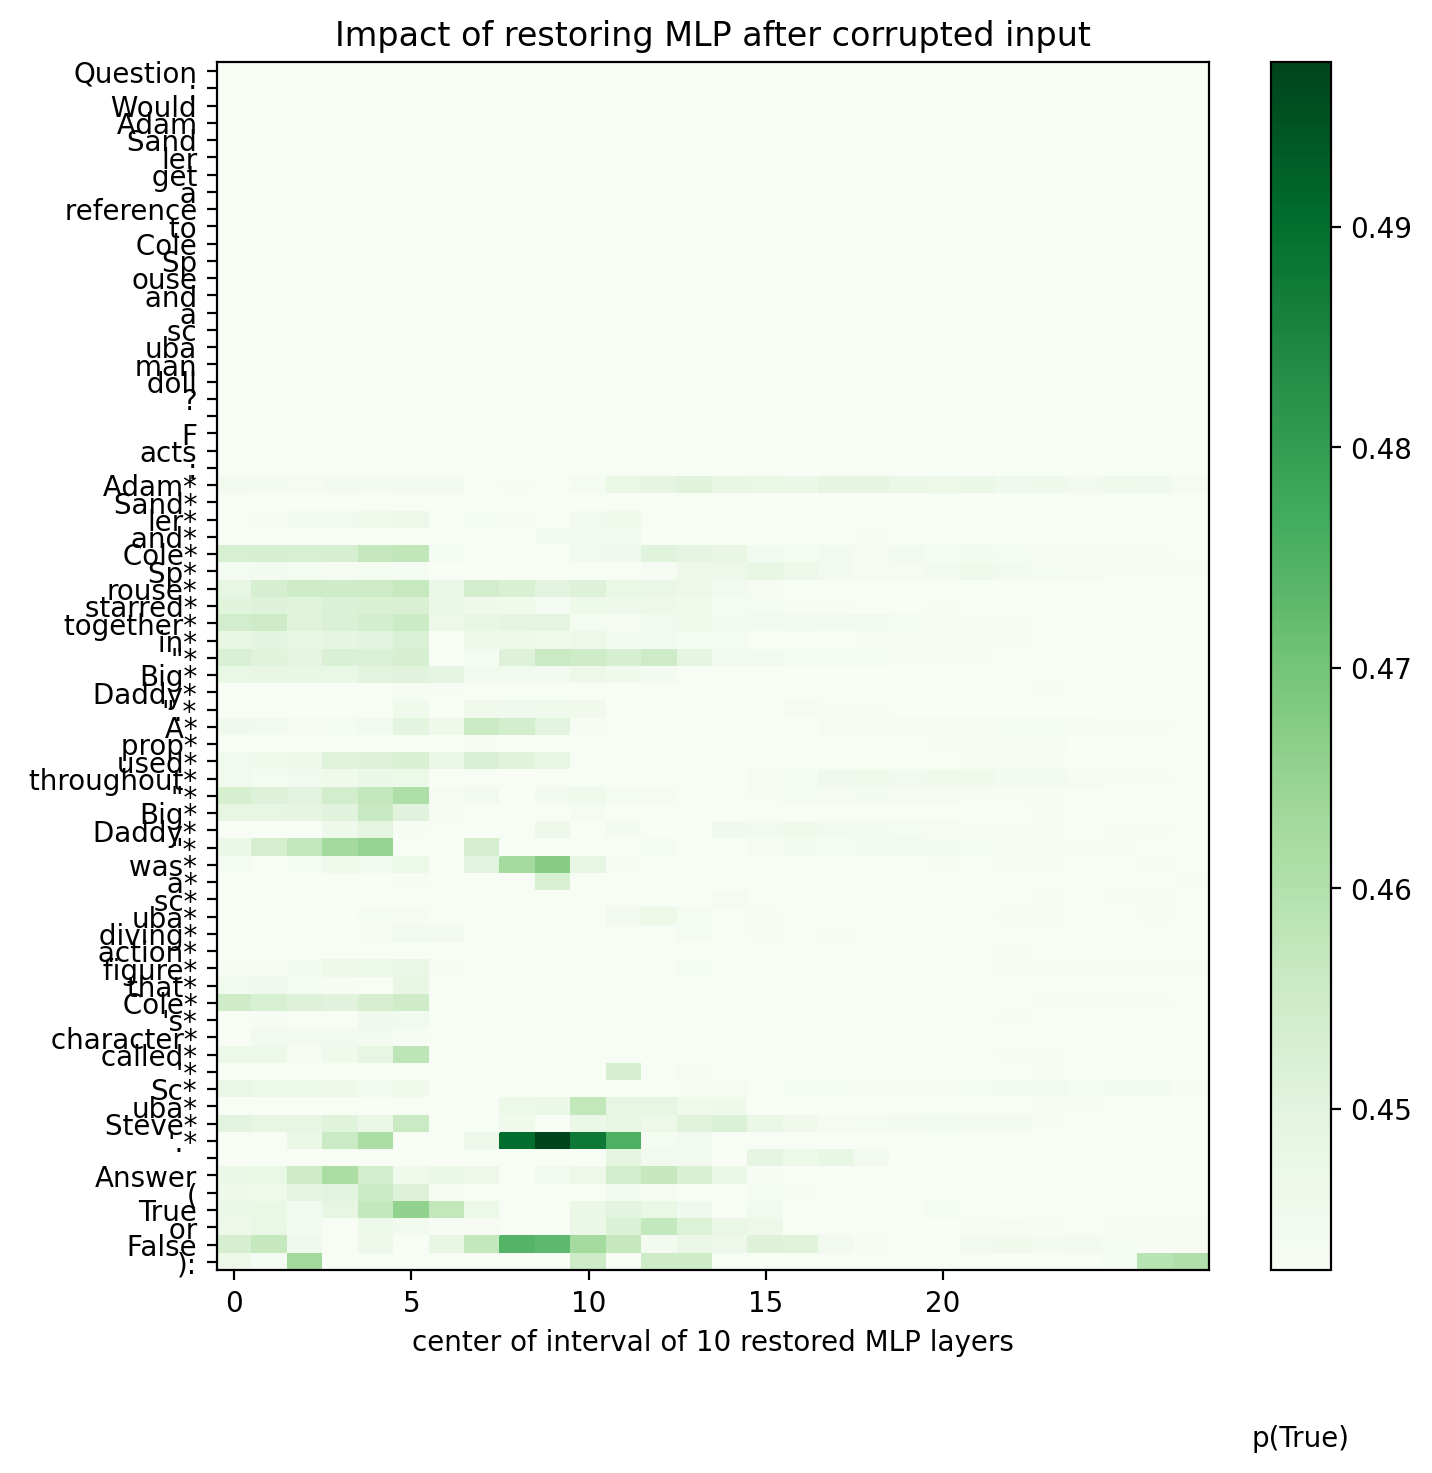 Impact of restoring MLP after corrupted input
Question
:
Would
Adam
Sand
ler
get
a
reference
to
Cole
Sp
ouse
and
a
sc
uba
man
doll
?
F
acts
:
Adam*
Sand*
ler*
and*
Cole*
Sp*
rouse*
starred*
together*
in*
"*
Big*
Daddy*
".*
A*
prop*
used*
throughout*
"*
Big*
Daddy*
"*
was*
a*
sc*
uba*
diving*
action*
figure*
that*
Cole*
's*
character*
called*
*
Sc*
uba*
Steve*
.*
Answer
(
True
or
False
):
0 5 10 15 20
center of interval of 10 restored MLP layers
0.49
0.48
0.47
0.46
0.45
p(True)